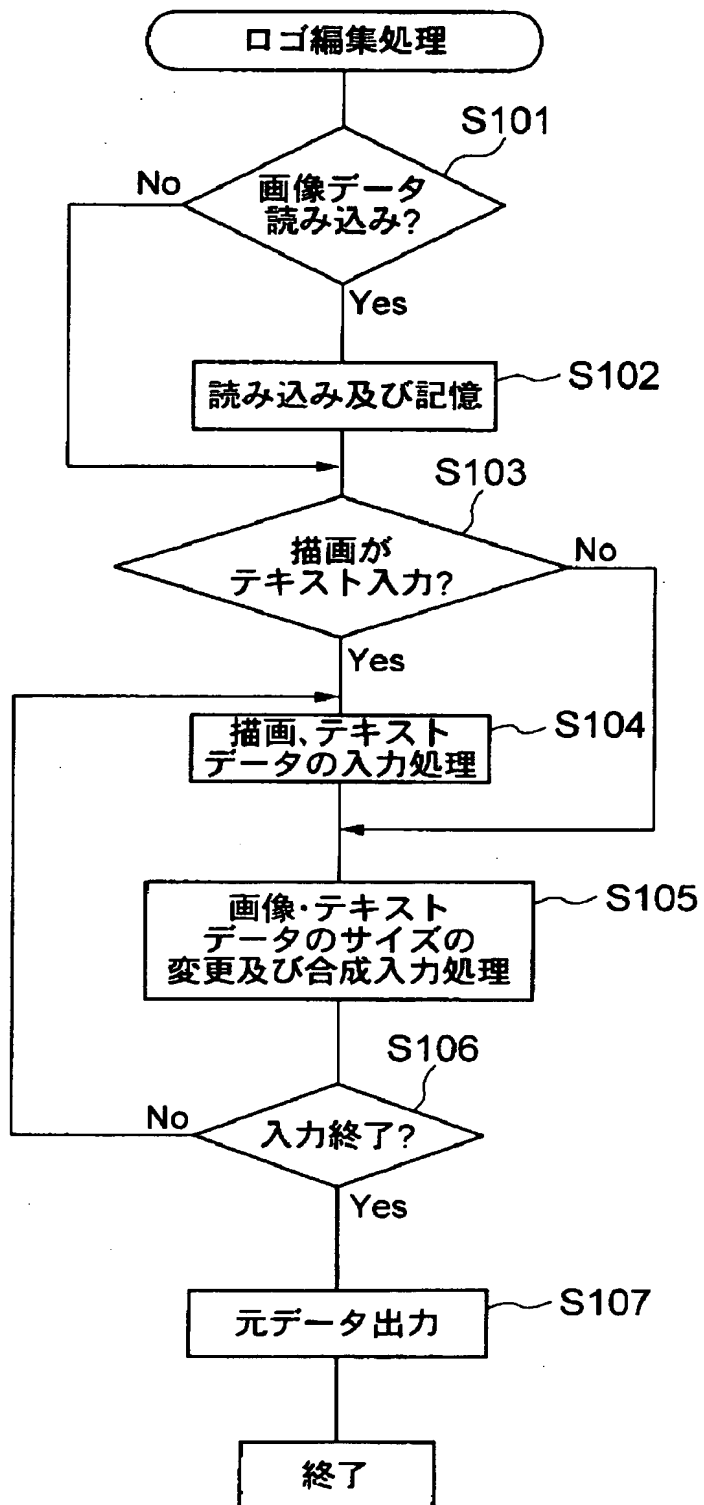 ロゴ編集処理
S101
No
画像データ
読み込み?
Yes
読み込み及び記憶
S102
S103
描画が
テキスト入力?
No
Yes
描画、テキスト
データの入力処理
S104
画像・テキスト
データのサイズの
変更及び合成入力処理
S105
S106
No
入力終了?
Yes
元データ出力
S107
終了